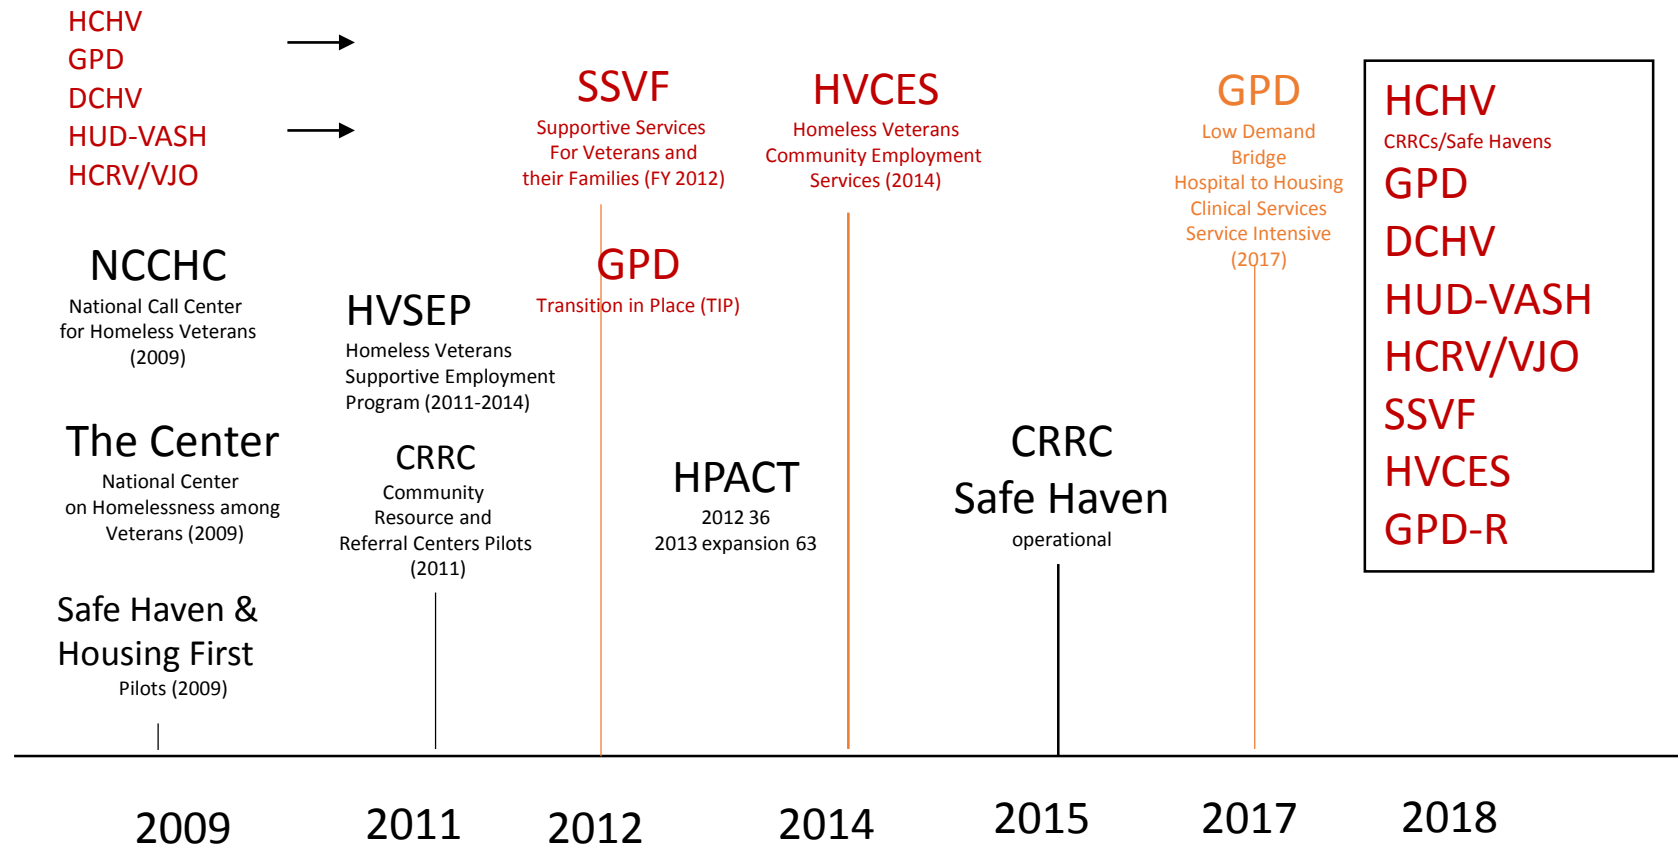 HCHV
GPD
DCHV
HUD-VASH
HCRV/VJO
NCCHC
National Call Center
for Homeless Veterans
(2009)
The Center
National Center
on Homelessness among
Veterans (2009)
Safe Haven &
Housing First
Pilots (2009)
HVSEP
Homeless Veterans
Supportive Employment
Program (2011-2014)
CRRC
Community
Resource and
Referral Centers Pilots
(2011)
SSVF
Supportive Services
For Veterans and
their Families (FY 2012)
GPD
Transition in Place (TIP)
HPACT
2012 36
2013 expansion 63
HVCES
Homeless Veterans
Community Employment
Services (2014)
CRRC
Safe Haven
operational
GPD
Low Demand
Bridge
Hospital to Housing
Clinical Services
Service Intensive
(2017)
HCHV
CRRCs/Safe Havens
GPD
DCHV
HUD-VASH
HCRV/VJO
SSVF
HVCES
GPD-R
2009
2011
2012
2014
2015
2017
2018